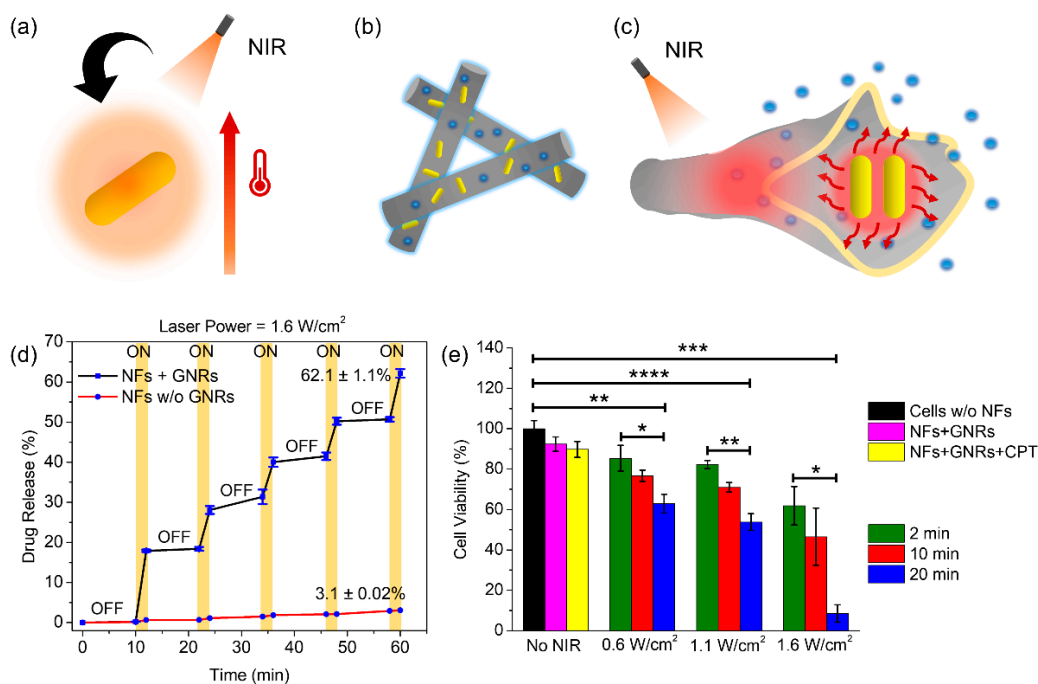 (a)
NIR
(b)
(c)
NIR
(d)
Laser Power = 1.6 W/cm²
70
60
50
40
30
20
10
0
Drug Release (%)
ON
ON
ON
ON
ON
NFs + GNRs
NFs w/o GNRs
62.1 ± 1.1%
OFF
OFF
OFF
OFF
OFF
3.1 ± 0.02%
0
10
20
30
40
50
60
Time (min)
(e)
140
120
100
80
60
40
20
0
Cell Viability (%)
***
****
**
*
**
*
Cells w/o NFs
NFs+GNRs
NFs+GNRs+CPT
2 min
10 min
20 min
No NIR
0.6 W/cm²
1.1 W/cm²
1.6 W/cm²